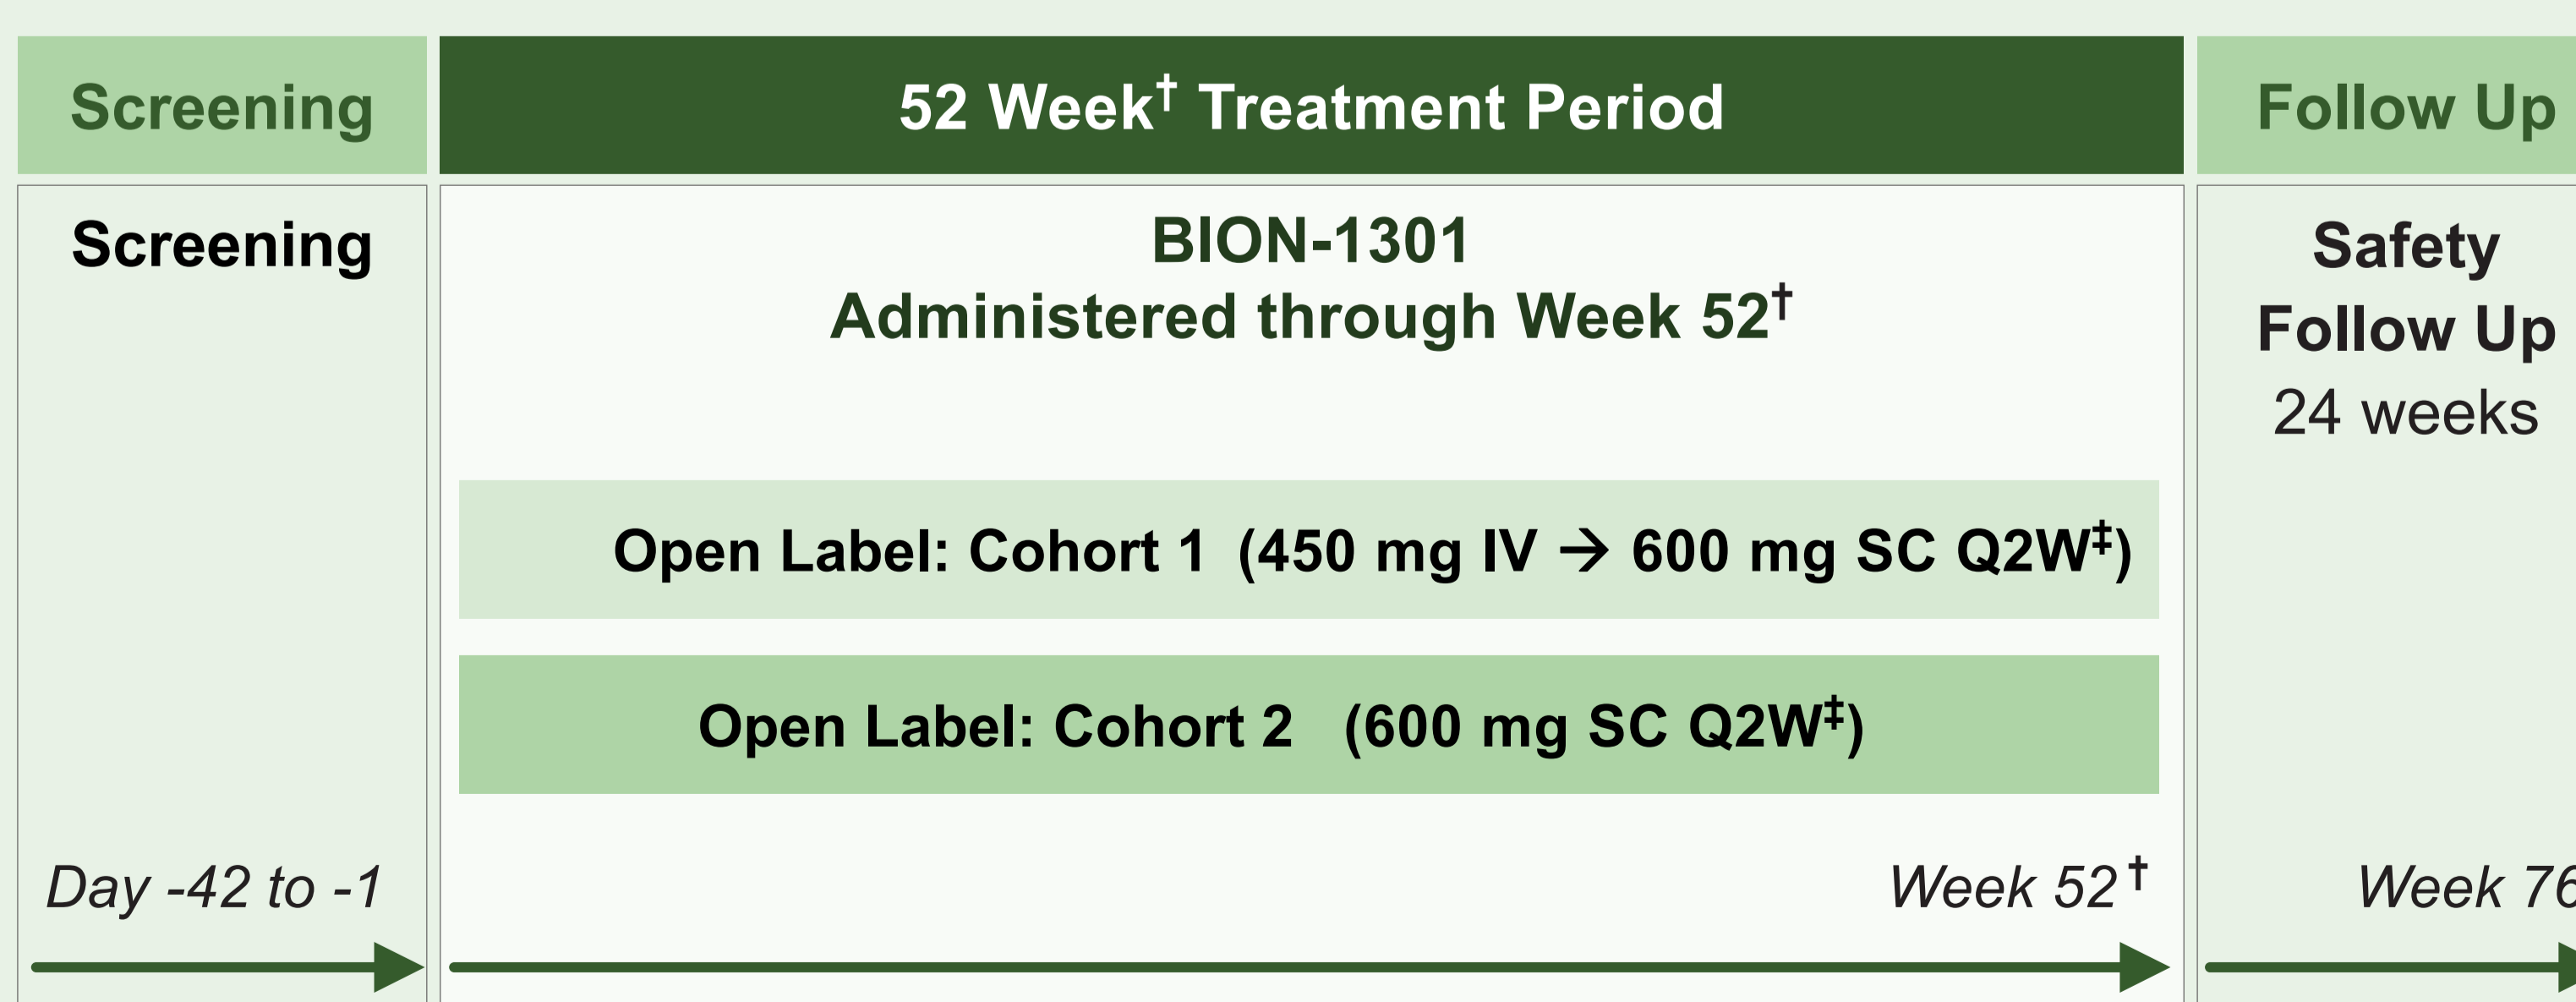 Screening
52 Week† Treatment Period
Follow Up
Screening
BION-1301
Administered through Week 52†
Safety
Follow Up
24 weeks
Open Label: Cohort 1 (450 mg IV → 600 mg SC Q2W‡)
Open Label: Cohort 2 (600 mg SC Q2W‡)
Day -42 to -1
Week 52†
Week 76